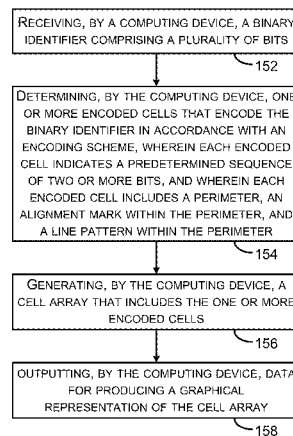 RECEIVING, BY A COMPUTING DEVICE, A BINARY
IDENTIFIER COMPRISING A PLURALITY OF BITS
152
DETERMINING, BY THE COMPUTING DEVICE, ONE
OR MORE ENCODED CELLS THAT ENCODE THE
BINARY IDENTIFIER IN ACCORDANCE WITH AN
ENCODING SCHEME, WHEREIN EACH ENCODED
CELL INDICATES A PREDETERMINED SEQUENCE
OF TWO OR MORE BITS, AND WHEREIN EACH
ENCODED CELL INCLUDES A PERIMETER, AN
ALIGNMENT MARK WITHIN THE PERIMETER, AND
A LINE PATTERN WITHIN THE PERIMETER
154
GENERATING, BY THE COMPUTING DEVICE, A
CELL ARRAY THAT INCLUDES THE ONE OR MORE
ENCODED CELLS
156
OUTPUTTING, BY THE COMPUTING DEVICE, DATA
FOR PRODUCING A GRAPHICAL
REPRESENTATION OF THE CELL ARRAY
158